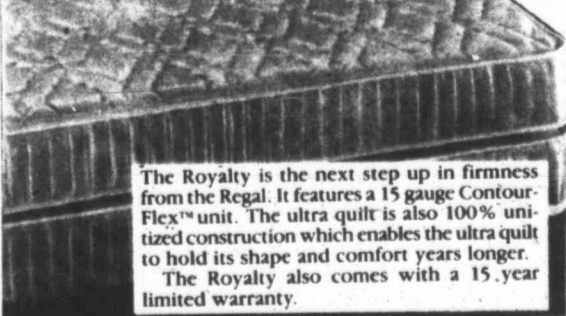 The Royalty is the next step up in firmness
from the Regal. It features a 15 gauge Contour-
Flex™ unit. The ultra quilt is also 100% uni-
tized construction which enables the ultra quilt
to hold its shape and comfort years longer.
The Royalty also comes with a 15 year
limited warranty.